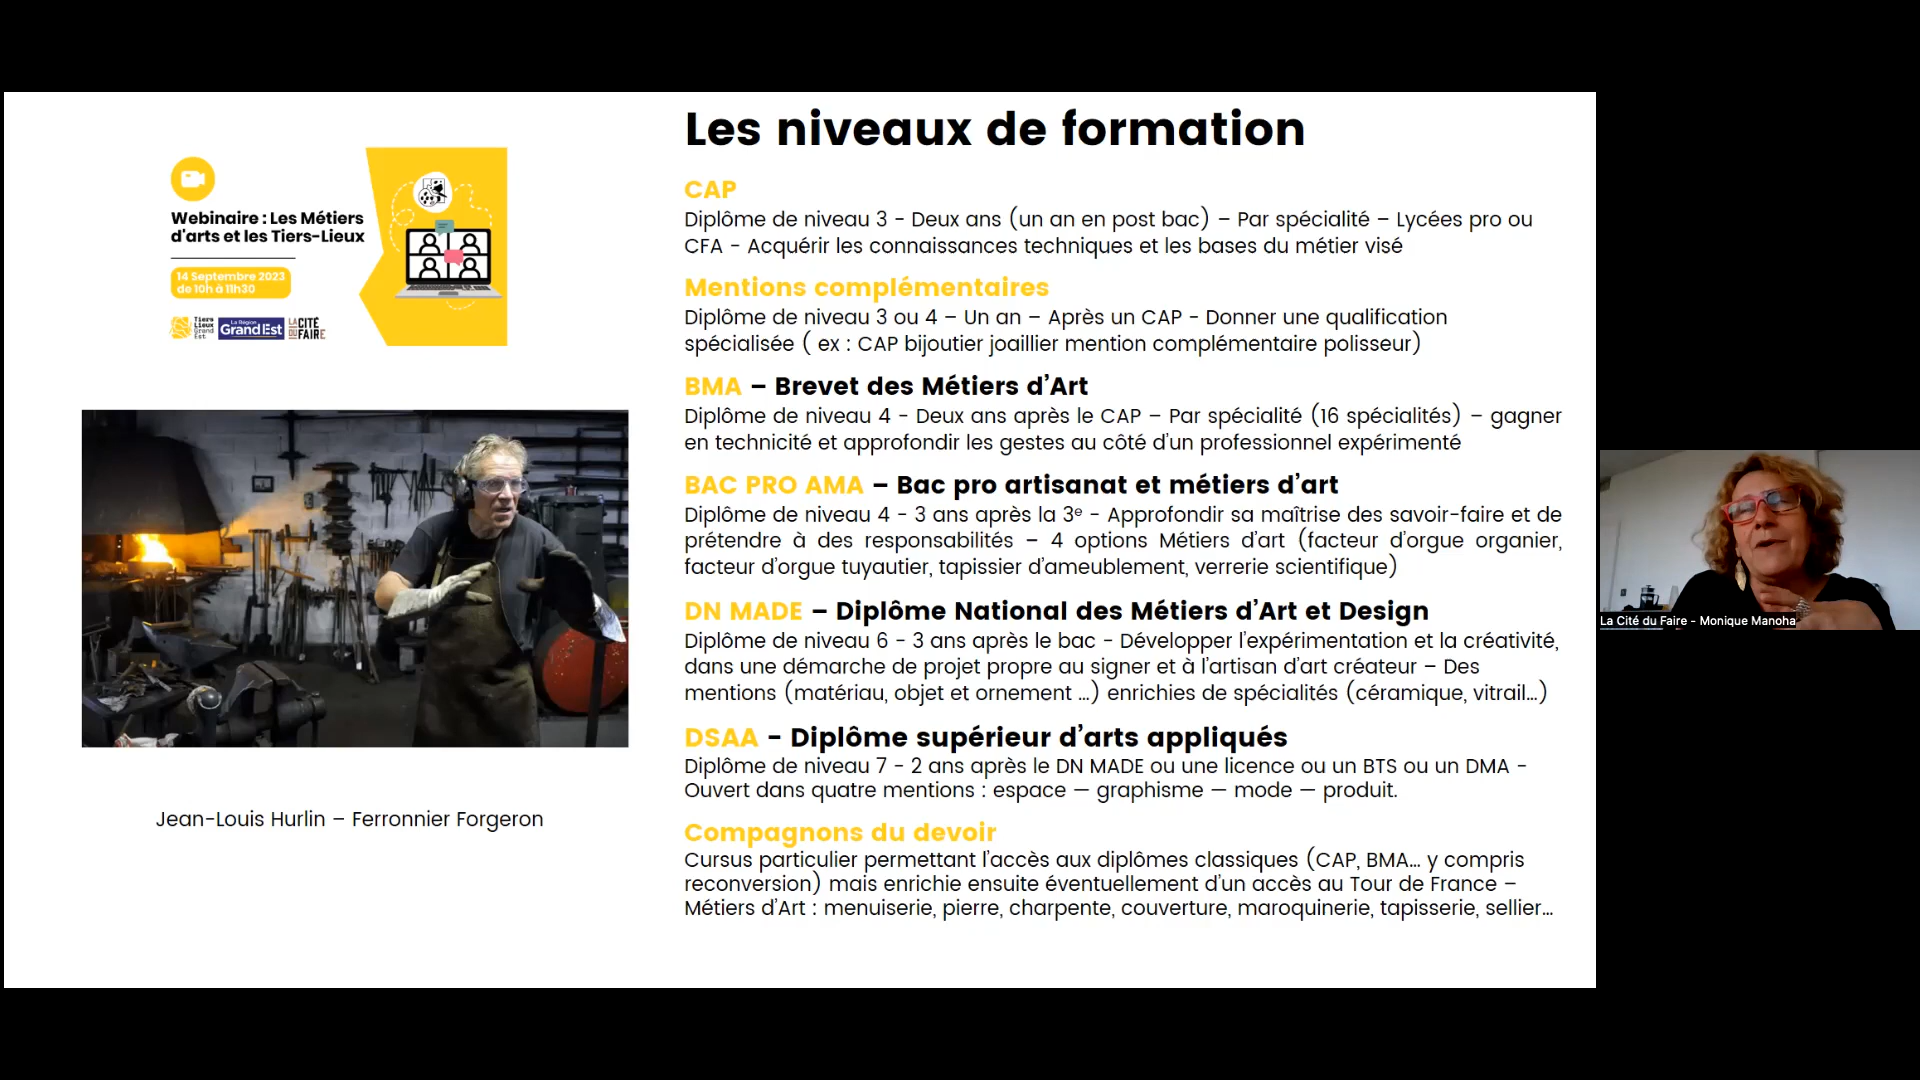 Webinaire : Les Métiers
d'arts et les Tiers-Lieux
14 Septembre 2023
de 10h à 11h30
Tiers
Lieux
Grand
Est
La Région
Grand Est
LA CITÉ
DU FAIRE
Jean-Louis Hurlin – Ferronnier Forgeron
Les niveaux de formation
CAP
Diplôme de niveau 3 - Deux ans (un an en post bac) – Par spécialité – Lycées pro ou
CFA - Acquérir les connaissances techniques et les bases du métier visé
Mentions complémentaires
Diplôme de niveau 3 ou 4 – Un an – Après un CAP - Donner une qualification
spécialisée ( ex : CAP bijoutier joaillier mention complémentaire polisseur)
BMA – Brevet des Métiers d’Art
Diplôme de niveau 4 - Deux ans après le CAP – Par spécialité (16 spécialités) – gagner
en technicité et approfondir les gestes au côté d’un professionnel expérimenté
BAC PRO AMA – Bac pro artisanat et métiers d’art
Diplôme de niveau 4 - 3 ans après la 3ᵉ - Approfondir sa maîtrise des savoir-faire et de
prétendre à des responsabilités – 4 options Métiers d’art (facteur d’orgue organier,
facteur d’orgue tuyautier, tapissier d’ameublement, verrerie scientifique)
DN MADE – Diplôme National des Métiers d’Art et Design
Diplôme de niveau 6 - 3 ans après le bac - Développer l’expérimentation et la créativité,
dans une démarche de projet propre au signer et à l’artisan d’art créateur – Des
mentions (matériau, objet et ornement …) enrichies de spécialités (céramique, vitrail…)
DSAA - Diplôme supérieur d’arts appliqués
Diplôme de niveau 7 - 2 ans après le DN MADE ou une licence ou un BTS ou un DMA -
Ouvert dans quatre mentions : espace — graphisme — mode — produit.
Compagnons du devoir
Cursus particulier permettant l’accès aux diplômes classiques (CAP, BMA… y compris
reconversion) mais enrichie ensuite éventuellement d’un accès au Tour de France –
Métiers d’Art : menuiserie, pierre, charpente, couverture, maroquinerie, tapisserie, sellier…
La Cité du Faire - Monique Manoha